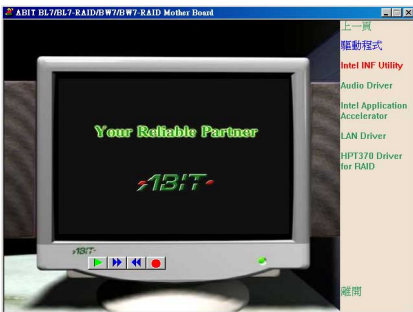 ABIT BL7/BL7-RAID/BW7/BW7-RAID Mother Board
上一頁
驅動程式
Intel INF Utility
Audio Driver
Intel Application
Accelerator
LAN Driver
HPT370 Driver
for RAID
離開
Your Reliable Partner
ABIT
ABIT